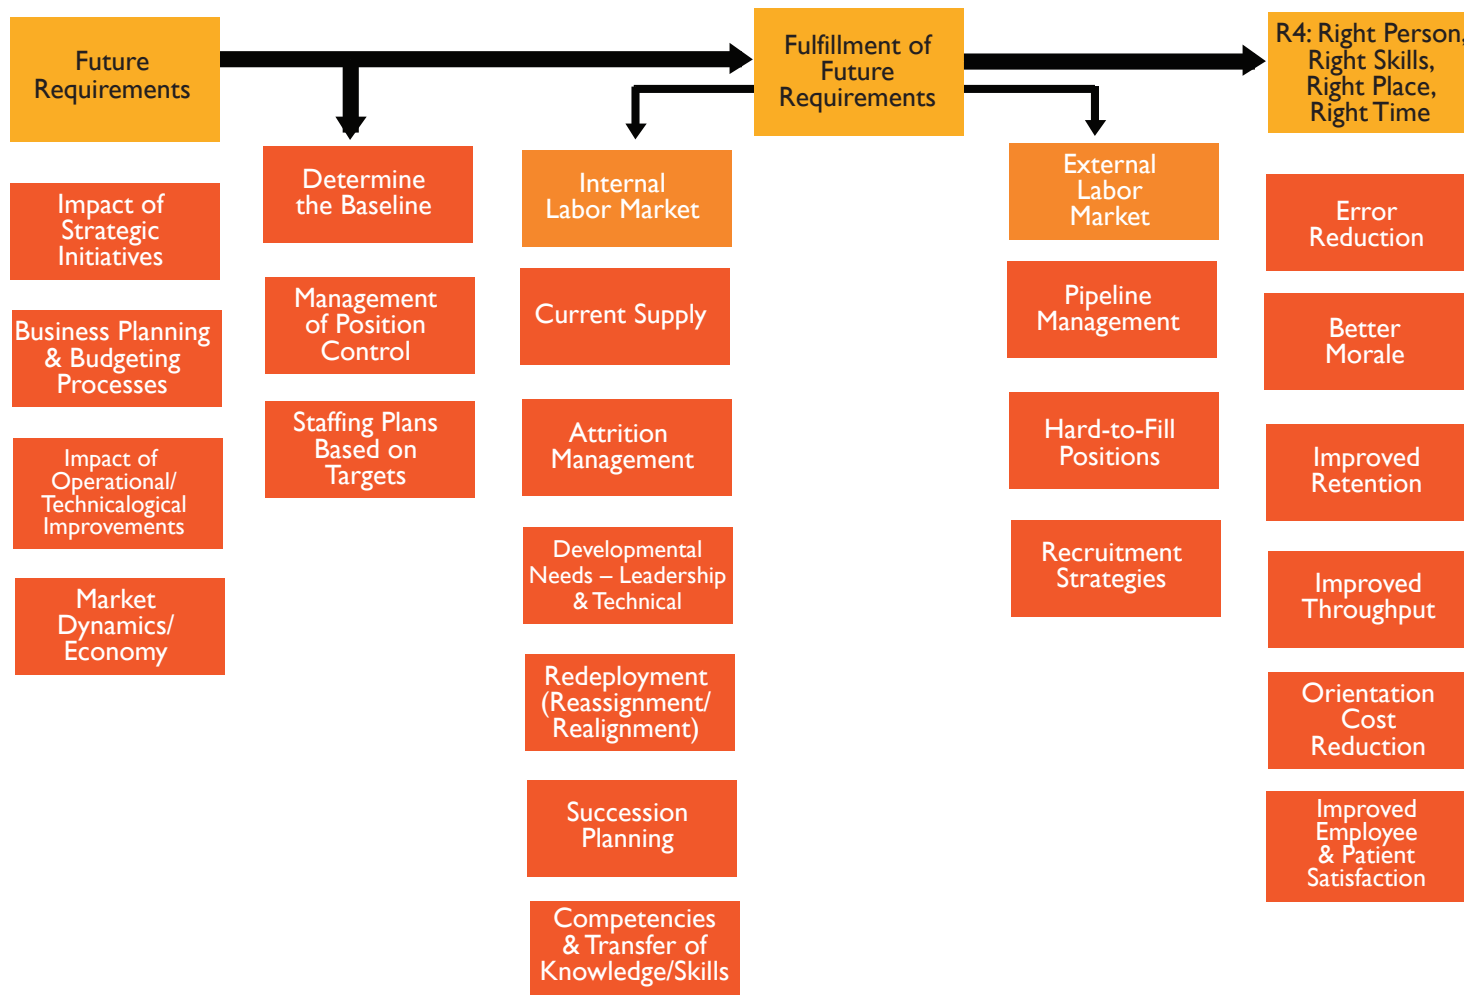 Future
Requirements
Fulfillment of
Future
Requirements
R4: Right Person,
Right Skills,
Right Place,
Right Time
Impact of
Strategic
Initiatives
Business Planning
& Budgeting
Processes
Impact of
Operational/
Technicalogical
Improvements
Market
Dynamics/
Economy
Determine
the Baseline
Management
of Position
Control
Staffing Plans
Based on
Targets
Internal
Labor Market
Current Supply
Attrition
Management
Developmental
Needs – Leadership
& Technical
Redeployment
(Reassignment/
Realignment)
Succession
Planning
Competencies
& Transfer of
Knowledge/Skills
External
Labor
Market
Pipeline
Management
Hard-to-Fill
Positions
Recruitment
Strategies
Error
Reduction
Better
Morale
Improved
Retention
Improved
Throughput
Orientation
Cost
Reduction
Improved
Employee
& Patient
Satisfaction